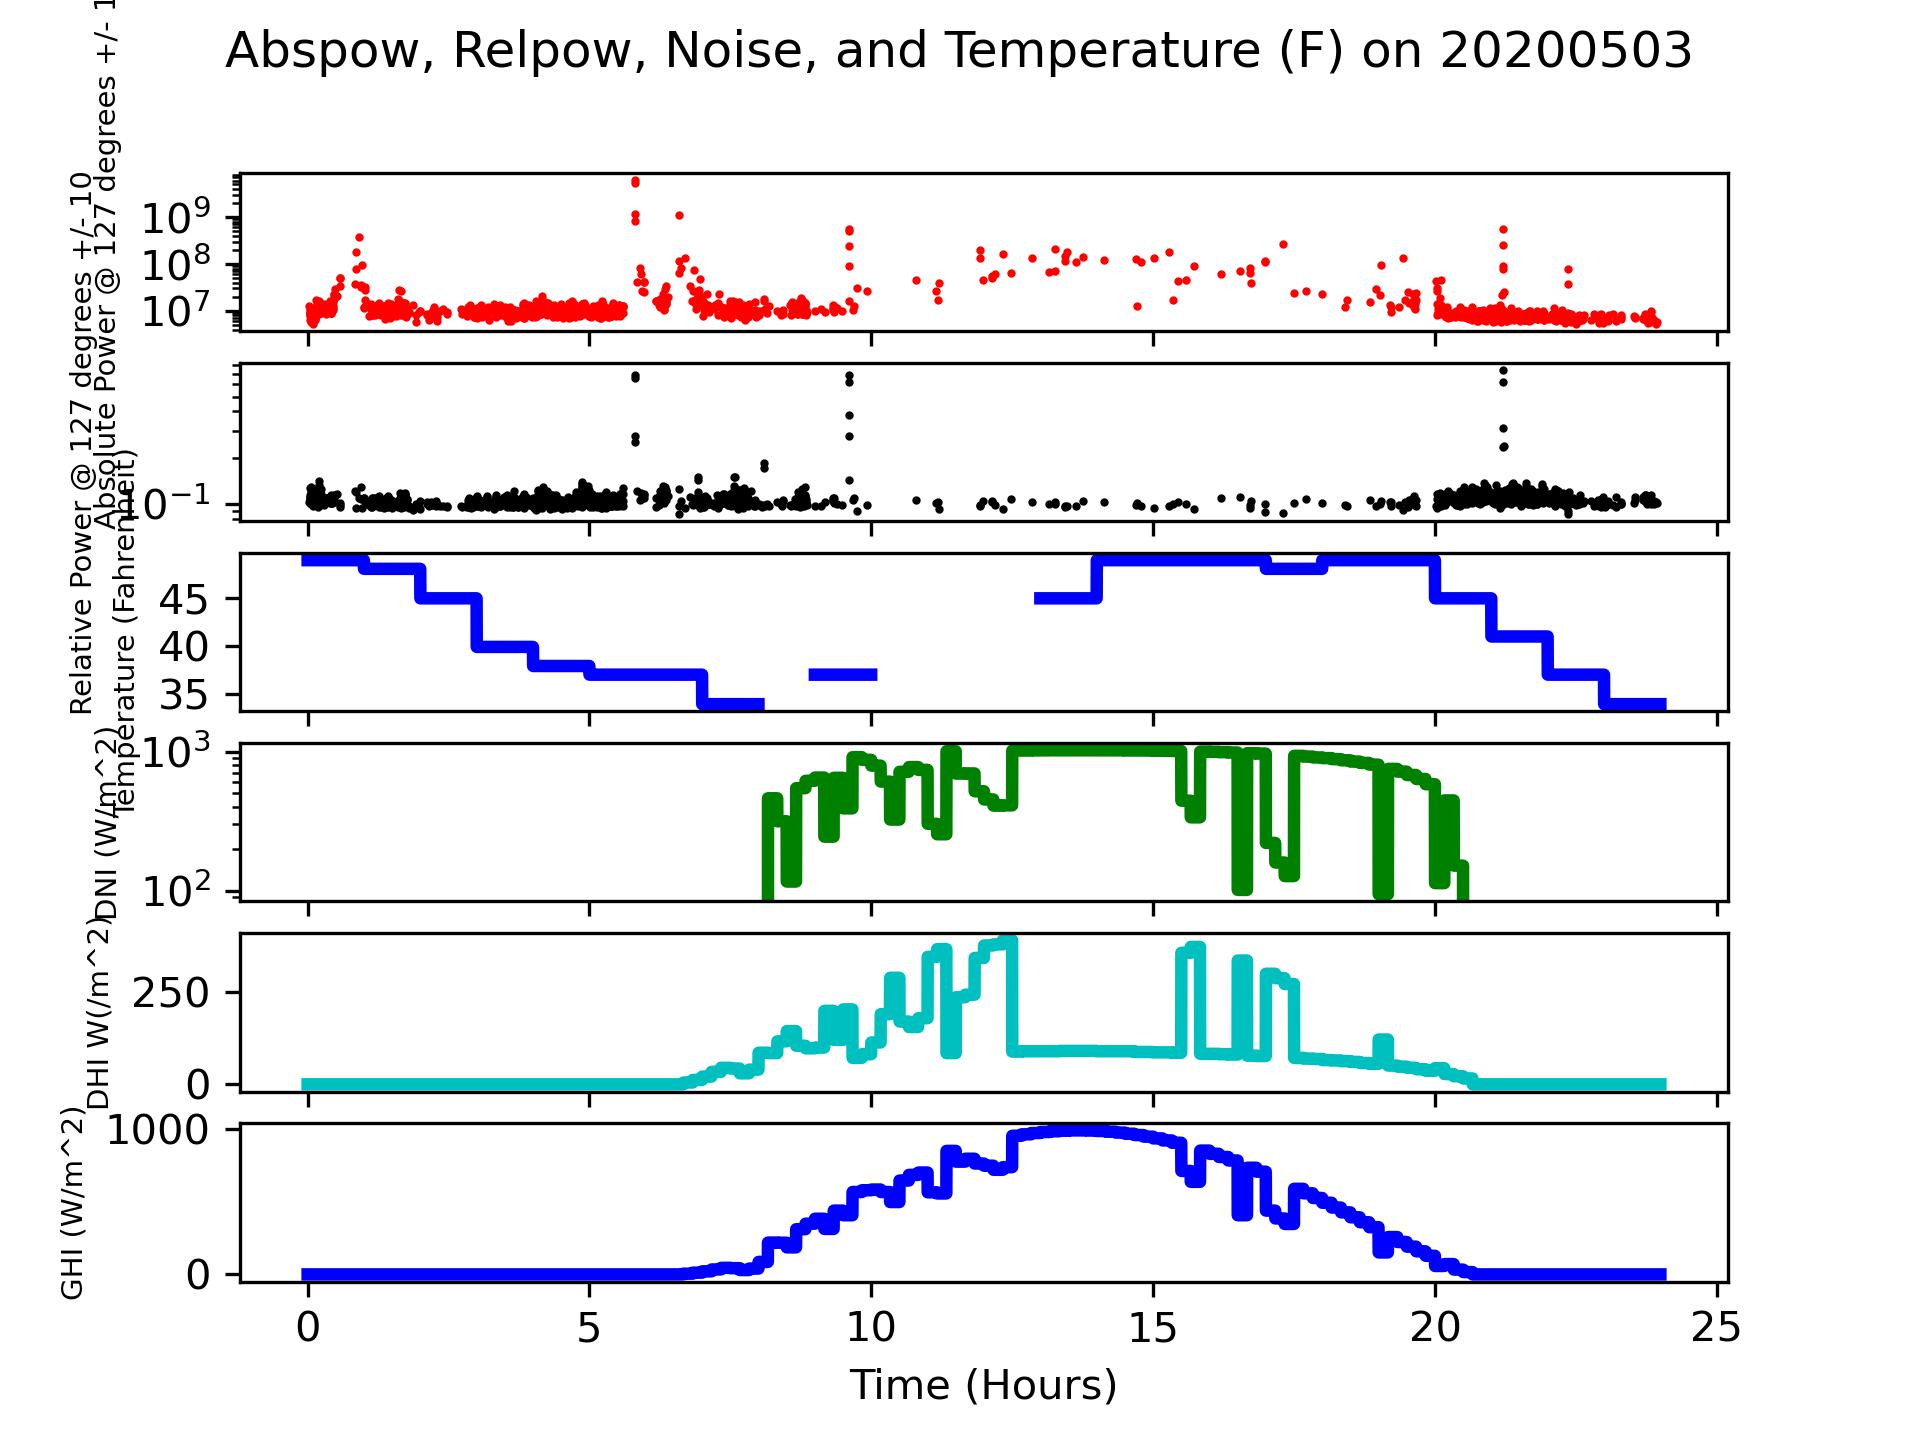 Abspow, Relpow, Noise, and Temperature (F) on 20200503
Absolute Power @ 127 degrees +/- 1
10⁹
10⁸
10⁷
Relative Power @ 127 degrees +/- 10
10⁻¹
Temperature (Fahrenheit)
45
40
35
DNI (W/m^2)
10³
10²
DHI W(/m^2)
250
0
GHI (W/m^2)
1000
0
0 5 10 15 20 25
Time (Hours)